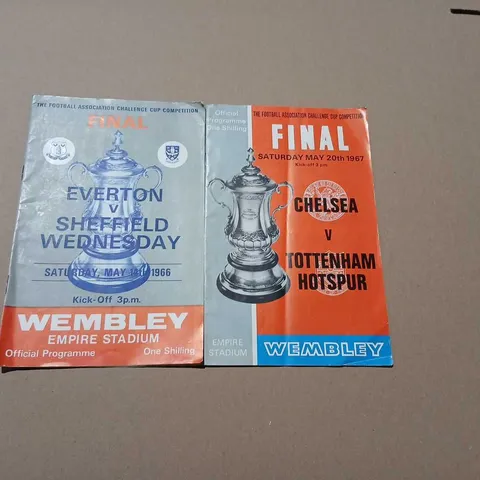 THE FOOTBALL ASSOCIATION CHALLENGE CUP COMPETITION
FINAL
EVERTON
V
SHEFFIELD
WEDNESDAY
SATURDAY, MAY 14th, 1966
Kick-Off 3 p.m.
WEMBLEY
EMPIRE STADIUM
Official Programme One Shilling
Official
Programme
One Shilling
THE FOOTBALL ASSOCIATION CHALLENGE CUP COMPETITION
FINAL
SATURDAY MAY 20th 1967
Kick-off 3 pm
CHELSEA
V
TOTTENHAM
HOTSPUR
EMPIRE
STADIUM
WEMBLEY